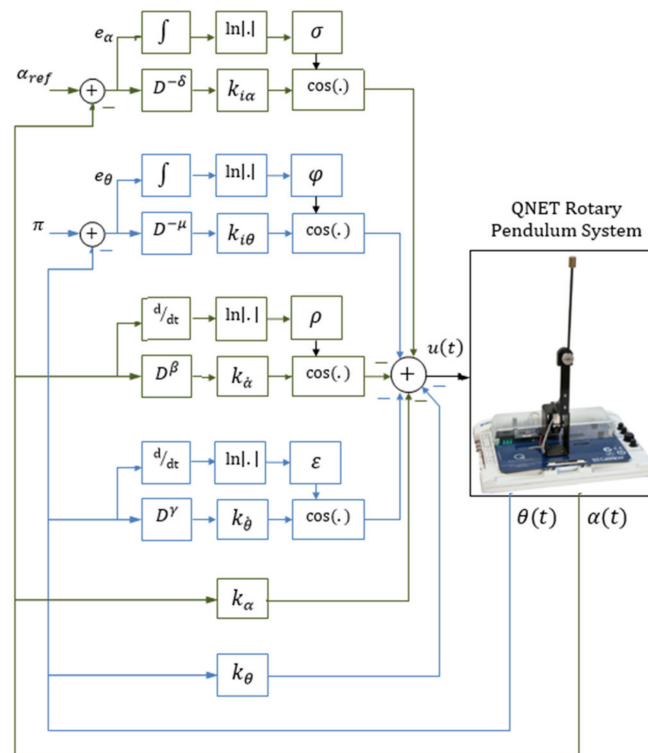 e_α ∫ ln|.| σ
α_ref + − D^−δ k_iα cos(.)
e_θ ∫ ln|.| φ
π + − D^−μ k_iθ cos(.)
QNET Rotary
Pendulum System
d/dt ln|.| ρ
D^β k_α̇ cos(.)
− − − − − + u(t)
d/dt ln|.| ε
D^γ k_θ̇ cos(.)
θ(t) α(t)
k_α
k_θ